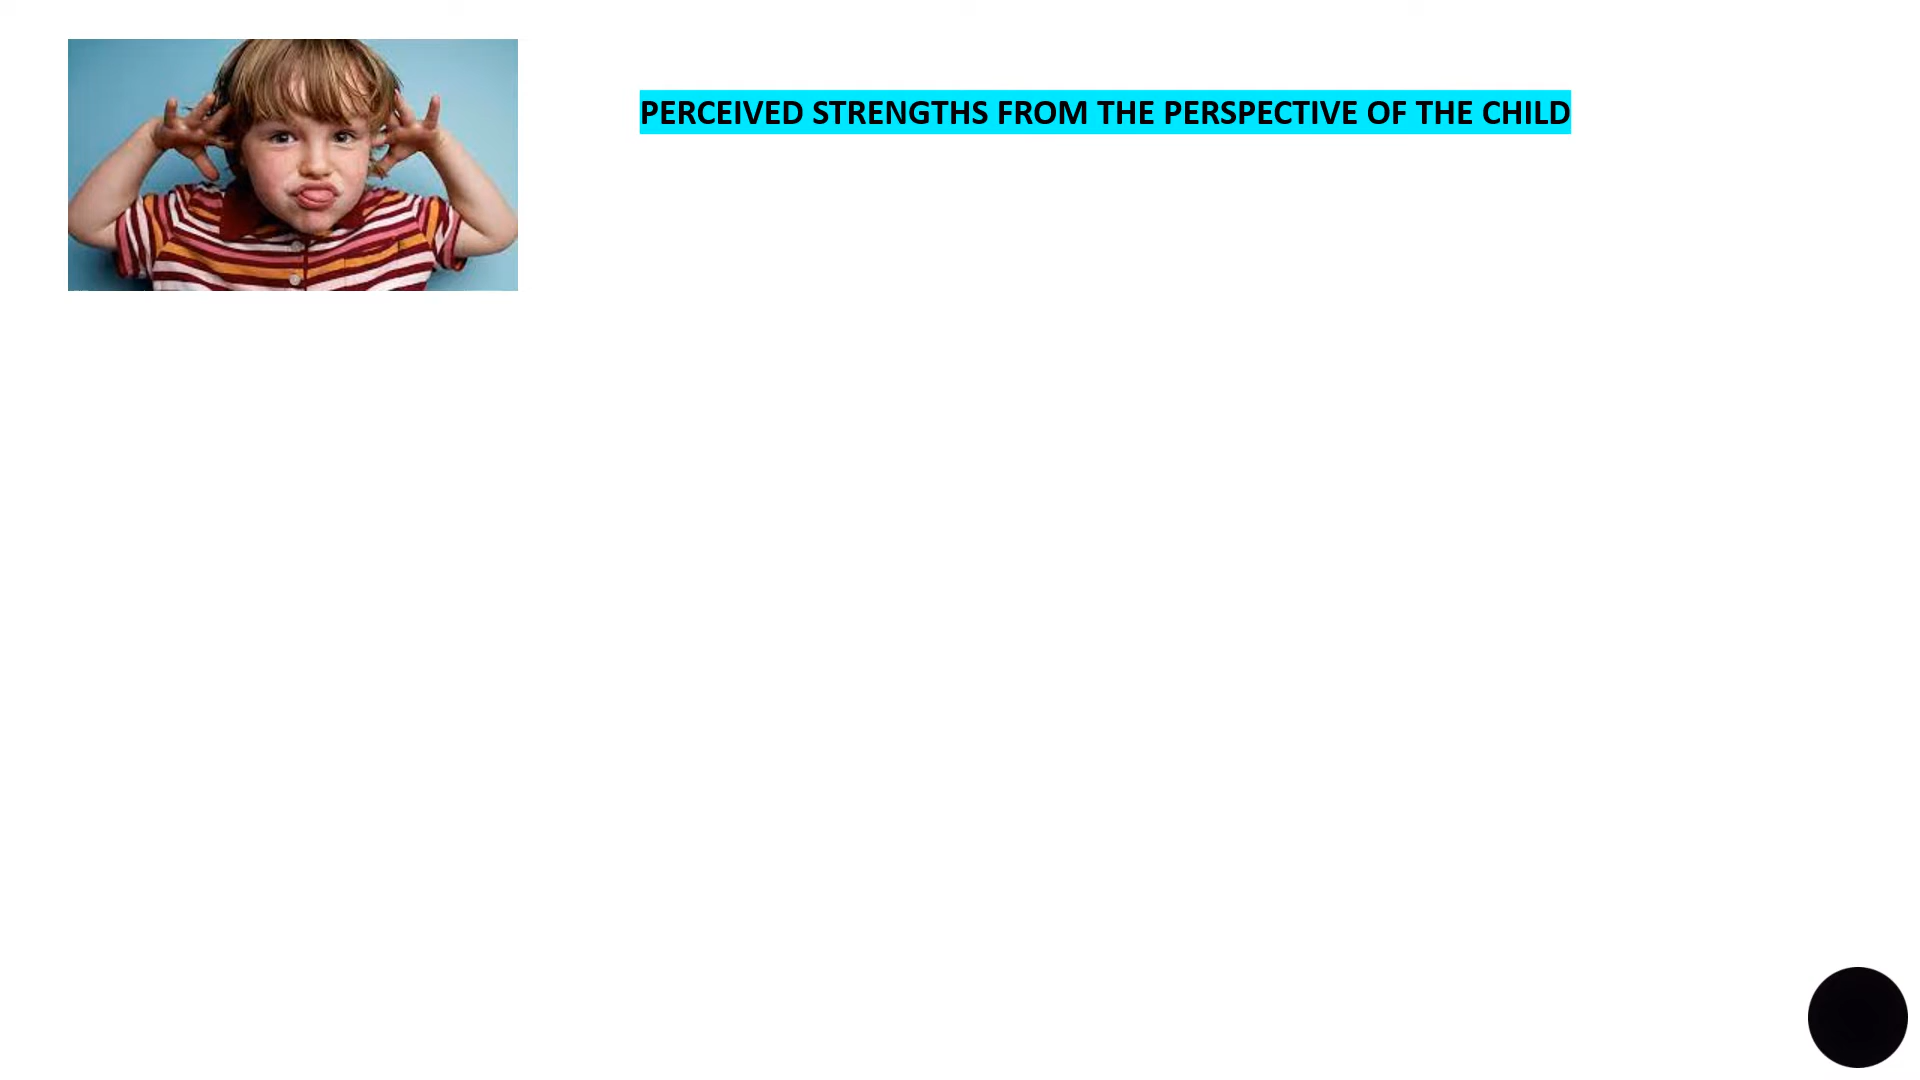 PERCEIVED STRENGTHS FROM THE PERSPECTIVE OF THE CHILD